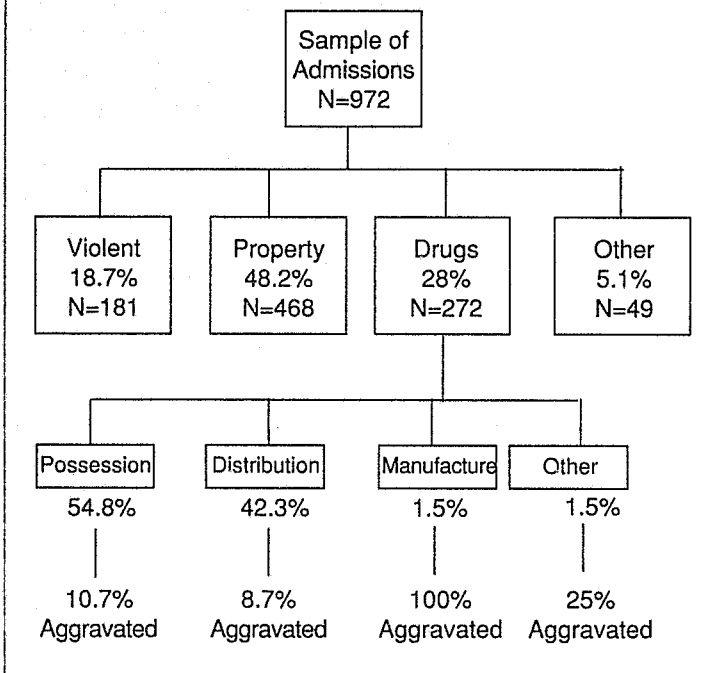 Sample of
Admissions
N=972
Violent
18.7%
N=181
Property
48.2%
N=468
Drugs
28%
N=272
Other
5.1%
N=49
Possession
54.8%
10.7%
Aggravated
Distribution
42.3%
8.7%
Aggravated
Manufacture
1.5%
100%
Aggravated
Other
1.5%
25%
Aggravated